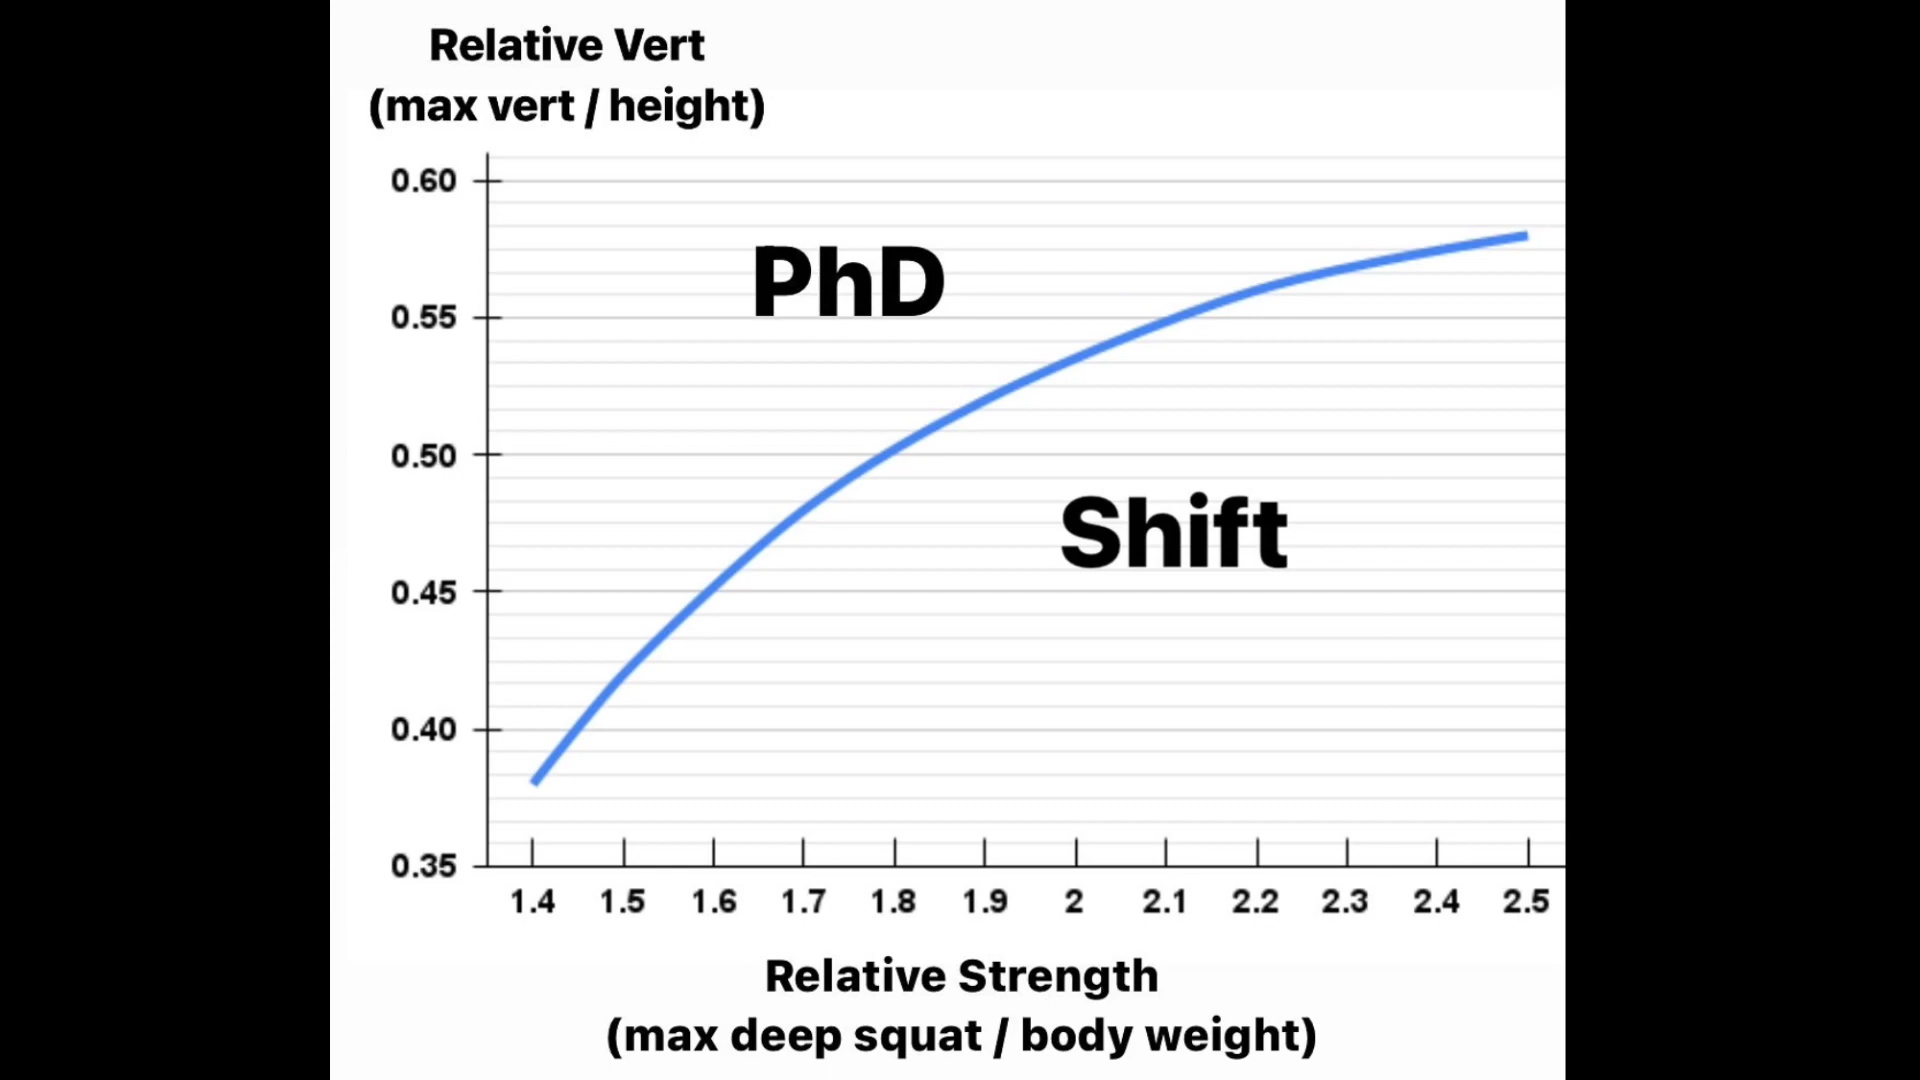 Relative Vert
(max vert / height)
0.60
PhD
0.55
0.50
Shift
0.45
0.40
0.35
1.4 1.5 1.6 1.7 1.8 1.9 2 2.1 2.2 2.3 2.4 2.5
Relative Strength
(max deep squat / body weight)